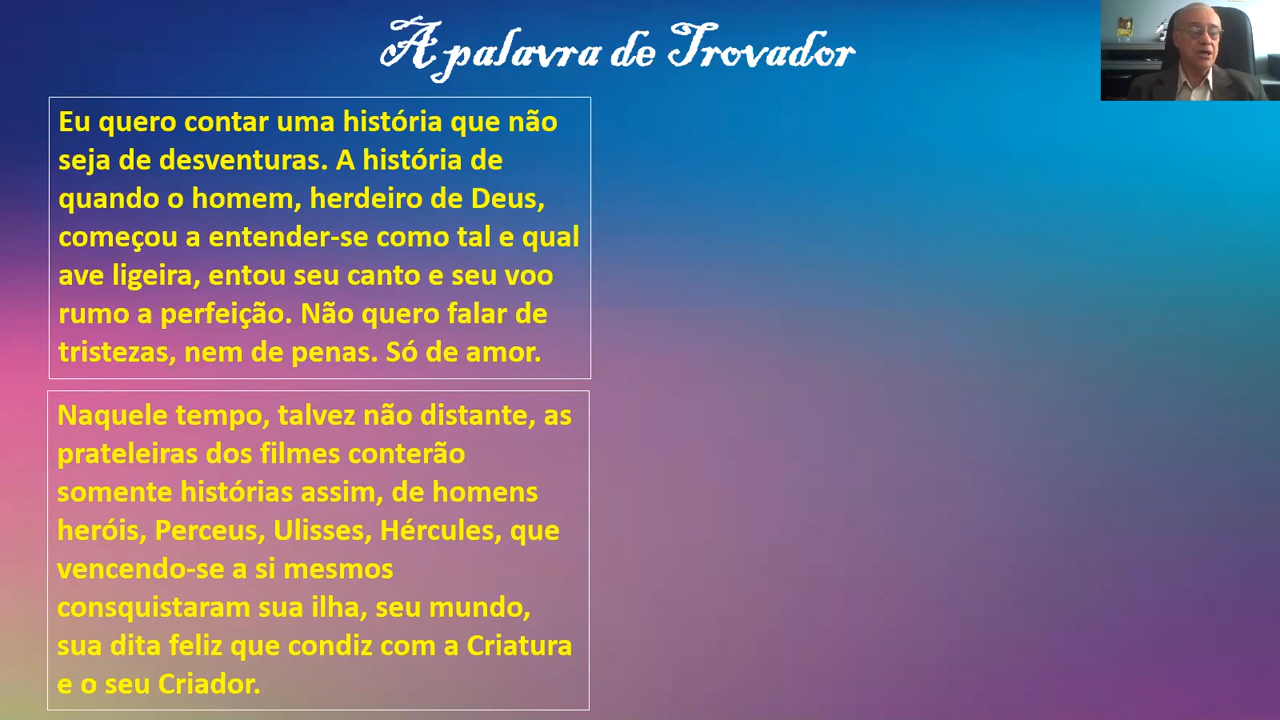 A palavra de Trovador
Eu quero contar uma história que não
seja de desventuras. A história de
quando o homem, herdeiro de Deus,
começou a entender-se como tal e qual
ave ligeira, entou seu canto e seu voo
rumo a perfeição. Não quero falar de
tristezas, nem de penas. Só de amor.
Naquele tempo, talvez não distante, as
prateleiras dos filmes conterão
somente histórias assim, de homens
heróis, Perceus, Ulisses, Hércules, que
vencendo-se a si mesmos
consquistaram sua ilha, seu mundo,
sua dita feliz que condiz com a Criatura
e o seu Criador.